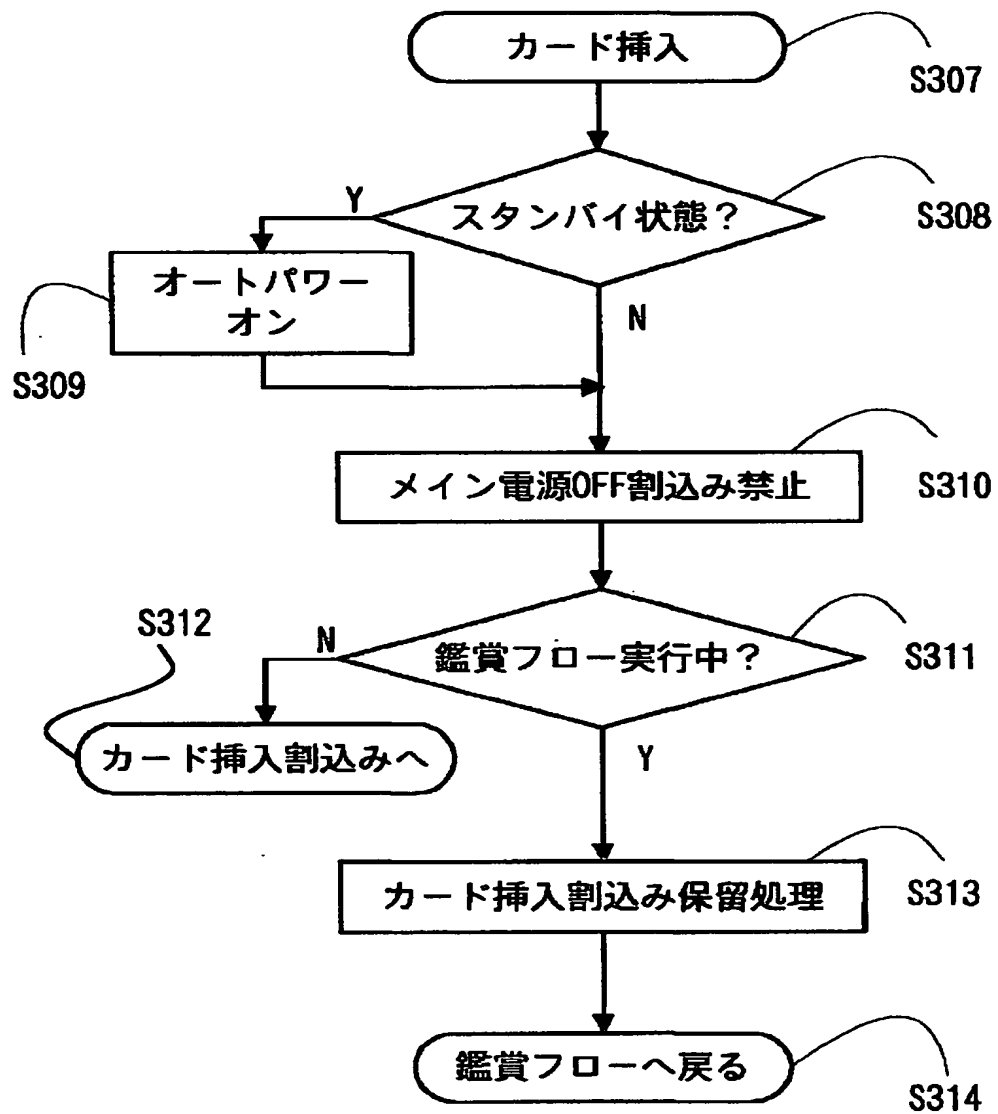 カード挿入
S307
スタンバイ状態？
S308
Y
N
オートパワー
オン
S309
メイン電源OFF割込み禁止
S310
鑑賞フロー実行中？
S311
N
Y
S312
カード挿入割込みへ
カード挿入割込み保留処理
S313
鑑賞フローへ戻る
S314